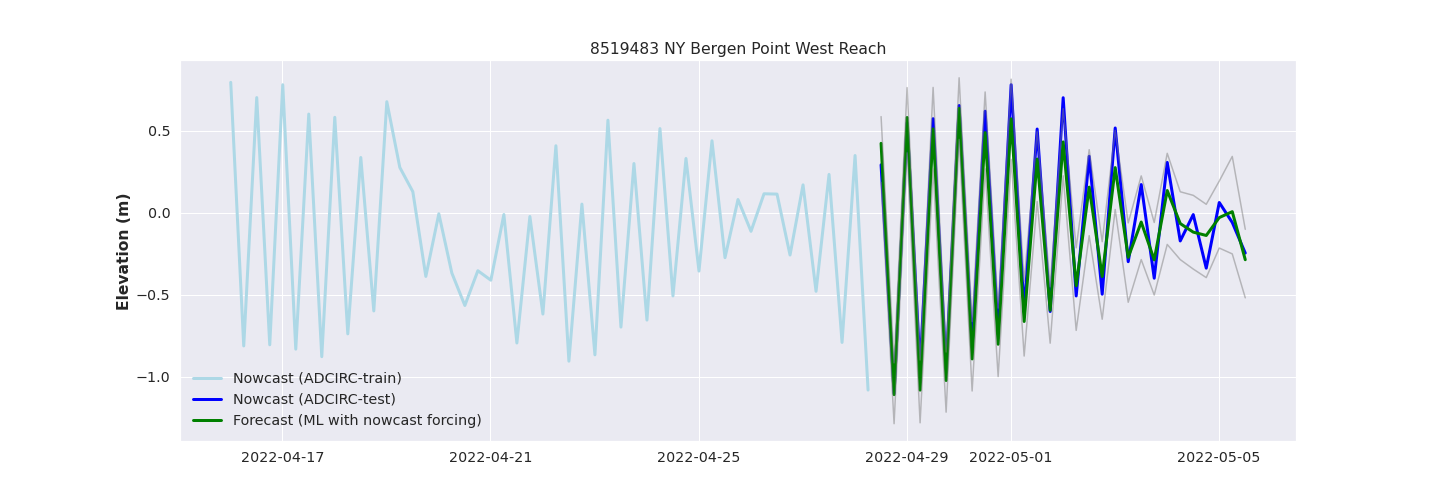 8519483 NY Bergen Point West Reach
Elevation (m)
0.5
0.0
−0.5
−1.0
Nowcast (ADCIRC-train)
Nowcast (ADCIRC-test)
Forecast (ML with nowcast forcing)
2022-04-17 2022-04-21 2022-04-25 2022-04-29 2022-05-01 2022-05-05